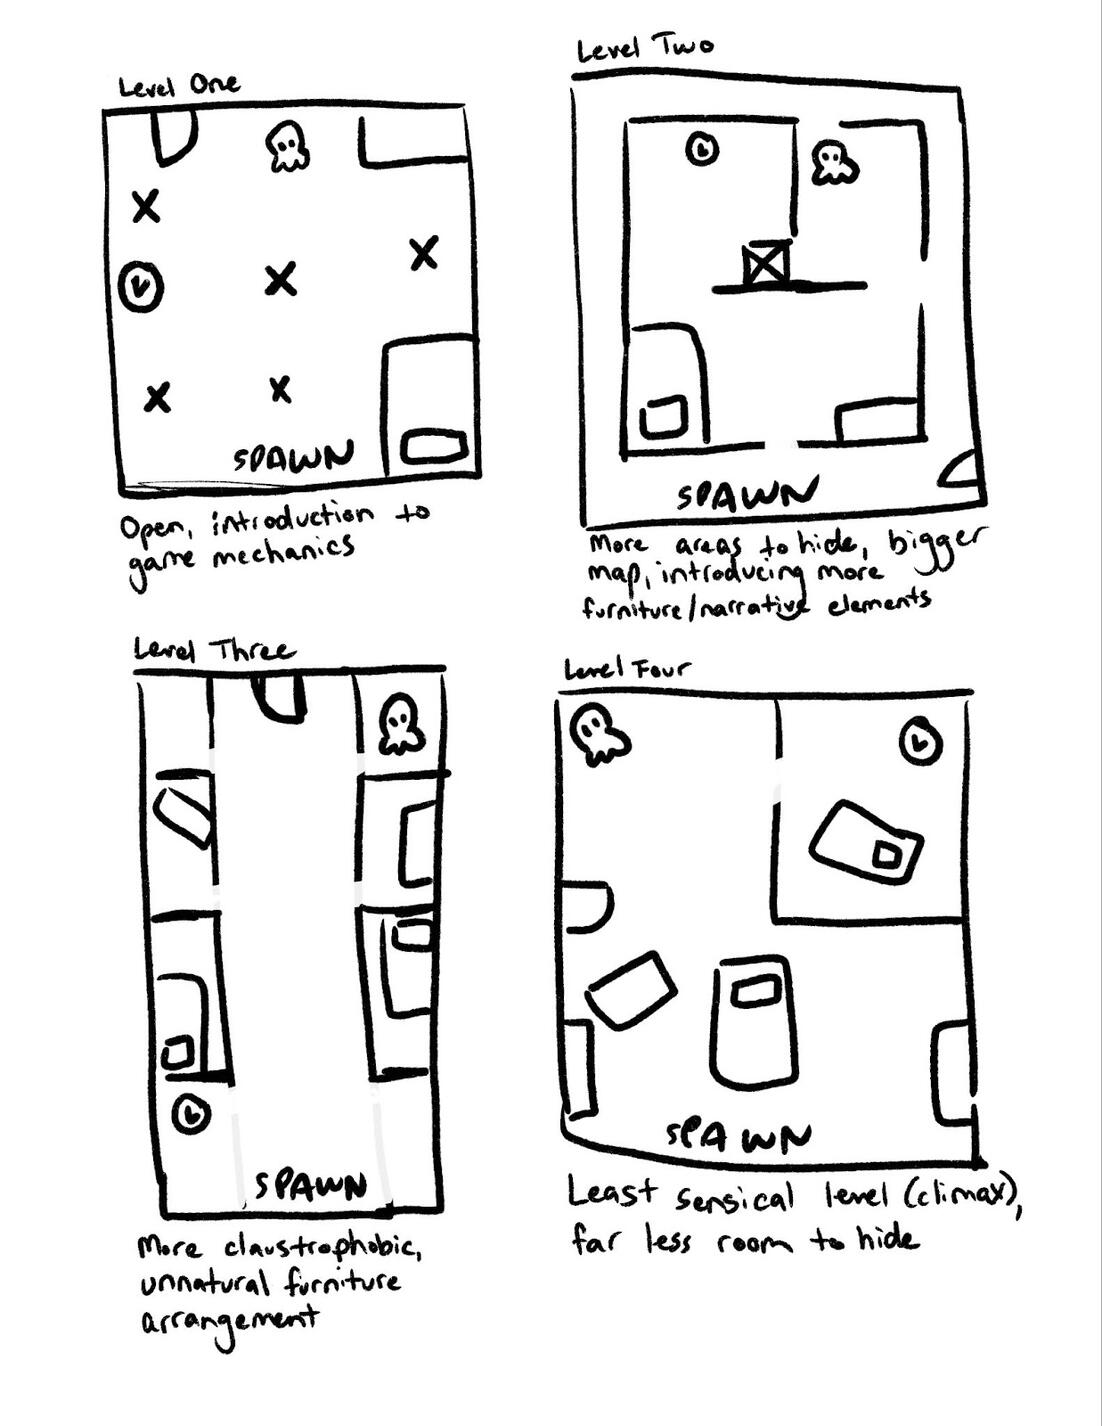 Level One
SPAWN
Open, introduction to
game mechanics
Level Two
SPAWN
More areas to hide, bigger
map, introducing more
furniture/narrative elements
Level Three
SPAWN
More claustrophobic,
unnatural furniture
arrangement
Level Four
SPAWN
Least sensical level (climax),
far less room to hide